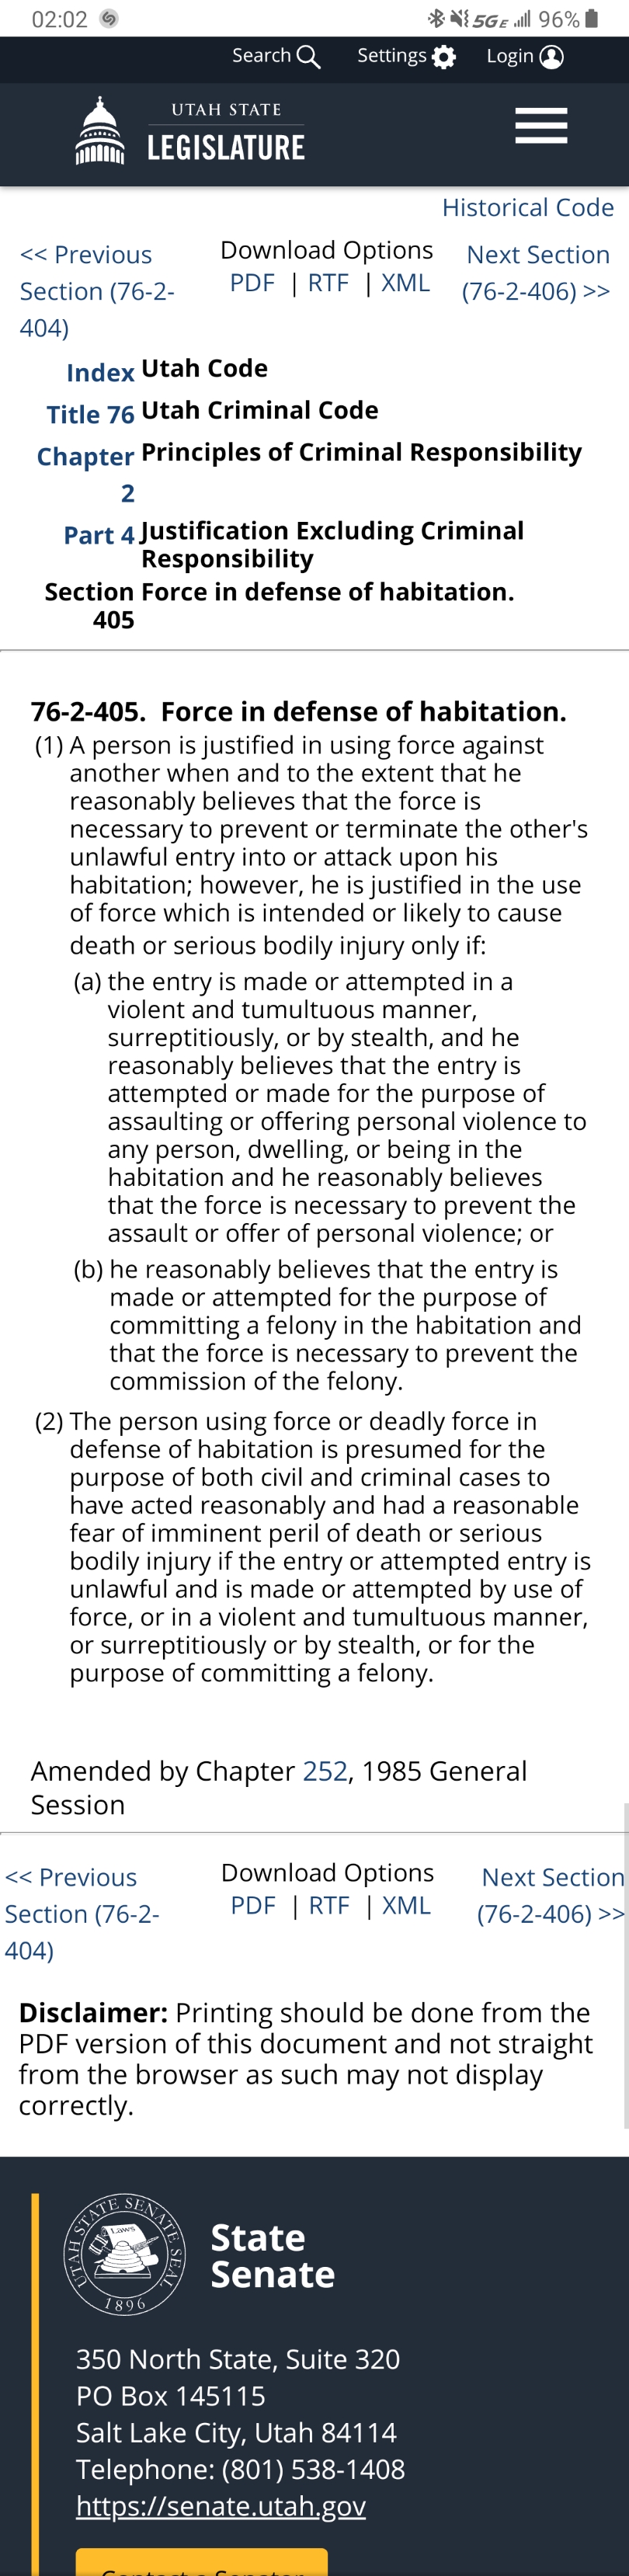 02:02 5GE 96%
Search Settings Login
UTAH STATE
LEGISLATURE
Historical Code
<< Previous
Section (76-2-
404)
Download Options
PDF | RTF | XML
Next Section
(76-2-406) >>
Index Utah Code
Title 76 Utah Criminal Code
Chapter Principles of Criminal Responsibility
2
Part 4 Justification Excluding Criminal
Responsibility
Section Force in defense of habitation.
405
76-2-405. Force in defense of habitation.
(1) A person is justified in using force against
another when and to the extent that he
reasonably believes that the force is
necessary to prevent or terminate the other's
unlawful entry into or attack upon his
habitation; however, he is justified in the use
of force which is intended or likely to cause
death or serious bodily injury only if:
(a) the entry is made or attempted in a
violent and tumultuous manner,
surreptitiously, or by stealth, and he
reasonably believes that the entry is
attempted or made for the purpose of
assaulting or offering personal violence to
any person, dwelling, or being in the
habitation and he reasonably believes
that the force is necessary to prevent the
assault or offer of personal violence; or
(b) he reasonably believes that the entry is
made or attempted for the purpose of
committing a felony in the habitation and
that the force is necessary to prevent the
commission of the felony.
(2) The person using force or deadly force in
defense of habitation is presumed for the
purpose of both civil and criminal cases to
have acted reasonably and had a reasonable
fear of imminent peril of death or serious
bodily injury if the entry or attempted entry is
unlawful and is made or attempted by use of
force, or in a violent and tumultuous manner,
or surreptitiously or by stealth, or for the
purpose of committing a felony.
Amended by Chapter 252, 1985 General
Session
<< Previous
Section (76-2-
404)
Download Options
PDF | RTF | XML
Next Section
(76-2-406) >>
Disclaimer: Printing should be done from the
PDF version of this document and not straight
from the browser as such may not display
correctly.
UTAH STATE SENATE SEAL
Laws
1896
State
Senate
350 North State, Suite 320
PO Box 145115
Salt Lake City, Utah 84114
Telephone: (801) 538-1408
https://senate.utah.gov
Contact a Senator